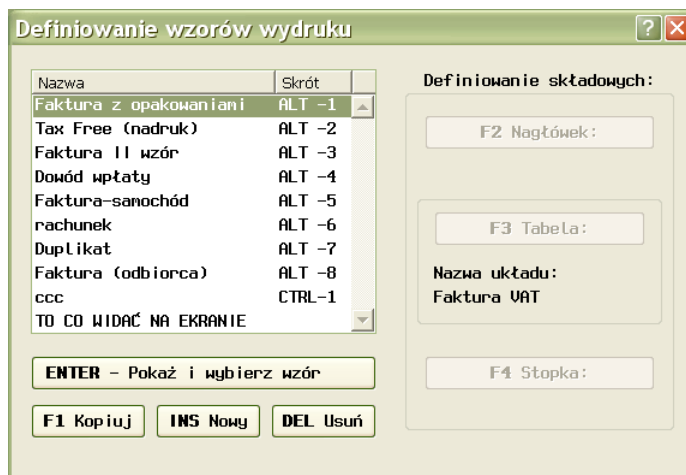 Definiowanie wzorów wydruku
Nazwa Skrót
Faktura z opakowaniami ALT -1
Tax Free (nadruk) ALT -2
Faktura II wzór ALT -3
Dowód wpłaty ALT -4
Faktura-samochód ALT -5
rachunek ALT -6
Duplikat ALT -7
Faktura (odbiorca) ALT -8
ccc CTRL-1
TO CO WIDAĆ NA EKRANIE
ENTER - Pokaż i wybierz wzór
F1 Kopiuj INS Nowy DEL Usuń
Definiowanie składowych:
F2 Nagłówek:
F3 Tabela:
Nazwa układu:
Faktura VAT
F4 Stopka: